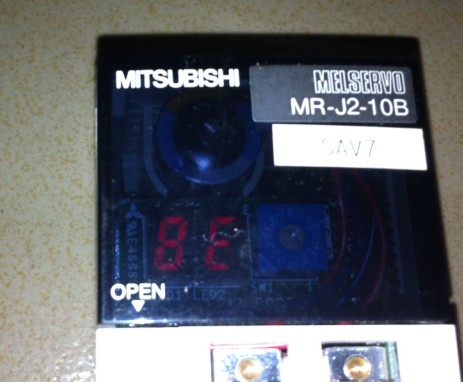 MITSUBISHI
MELSERVO
MR-J2-10B
SAV7
8E
OPEN